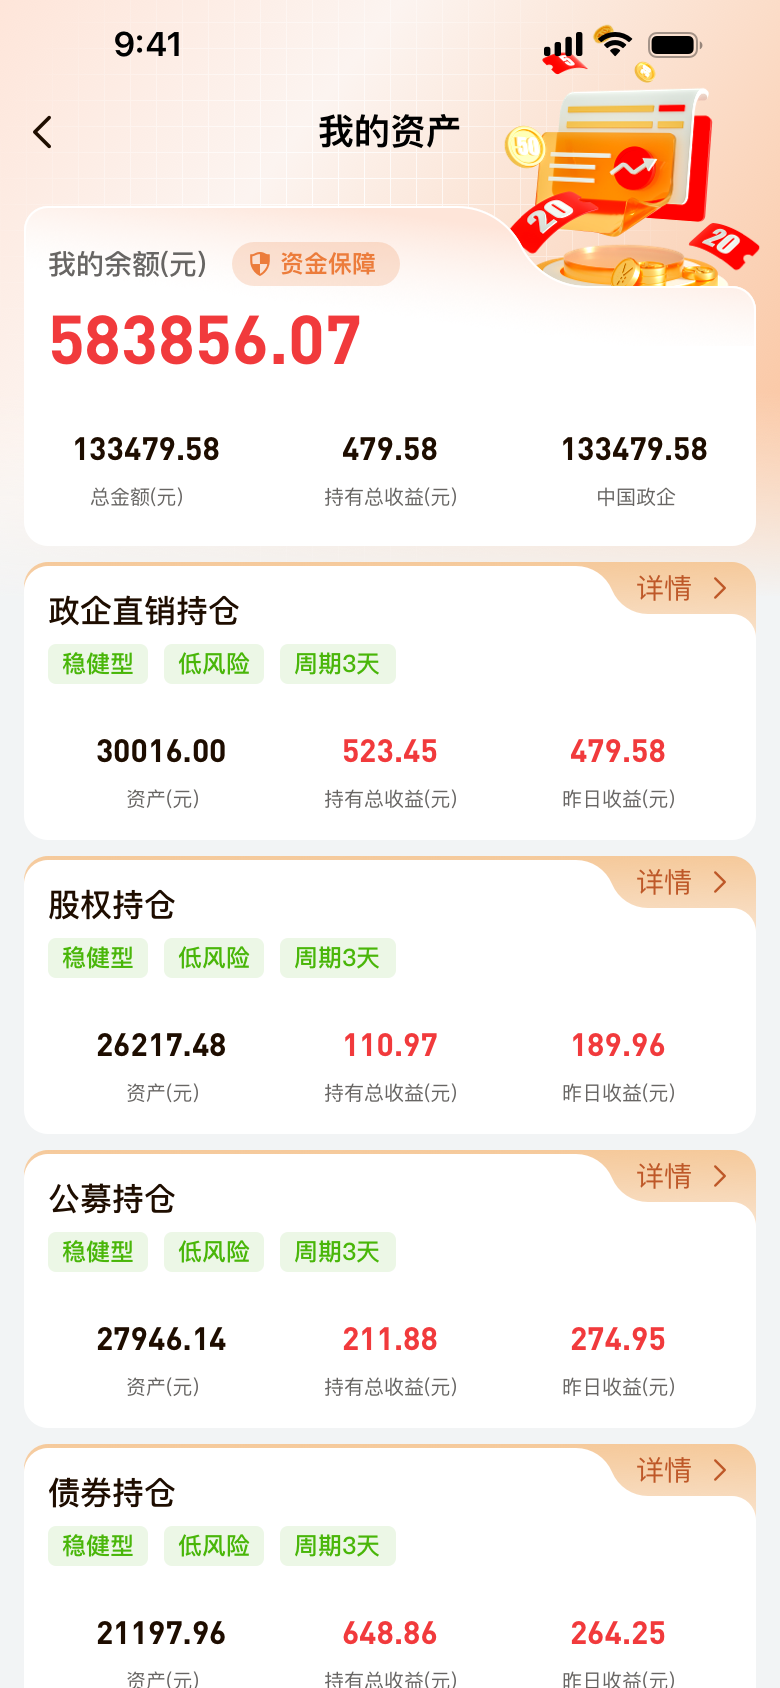 9:41
我的资产
5
50
20
20
我的余额(元) 资金保障
583856.07
133479.58 479.58 133479.58
总金额(元) 持有总收益(元) 中国政企
详情
政企直销持仓
稳健型 低风险 周期3天
30016.00 523.45 479.58
资产(元) 持有总收益(元) 昨日收益(元)
详情
股权持仓
稳健型 低风险 周期3天
26217.48 110.97 189.96
资产(元) 持有总收益(元) 昨日收益(元)
详情
公募持仓
稳健型 低风险 周期3天
27946.14 211.88 274.95
资产(元) 持有总收益(元) 昨日收益(元)
详情
债券持仓
稳健型 低风险 周期3天
21197.96 648.86 264.25
资产(元) 持有总收益(元) 昨日收益(元)